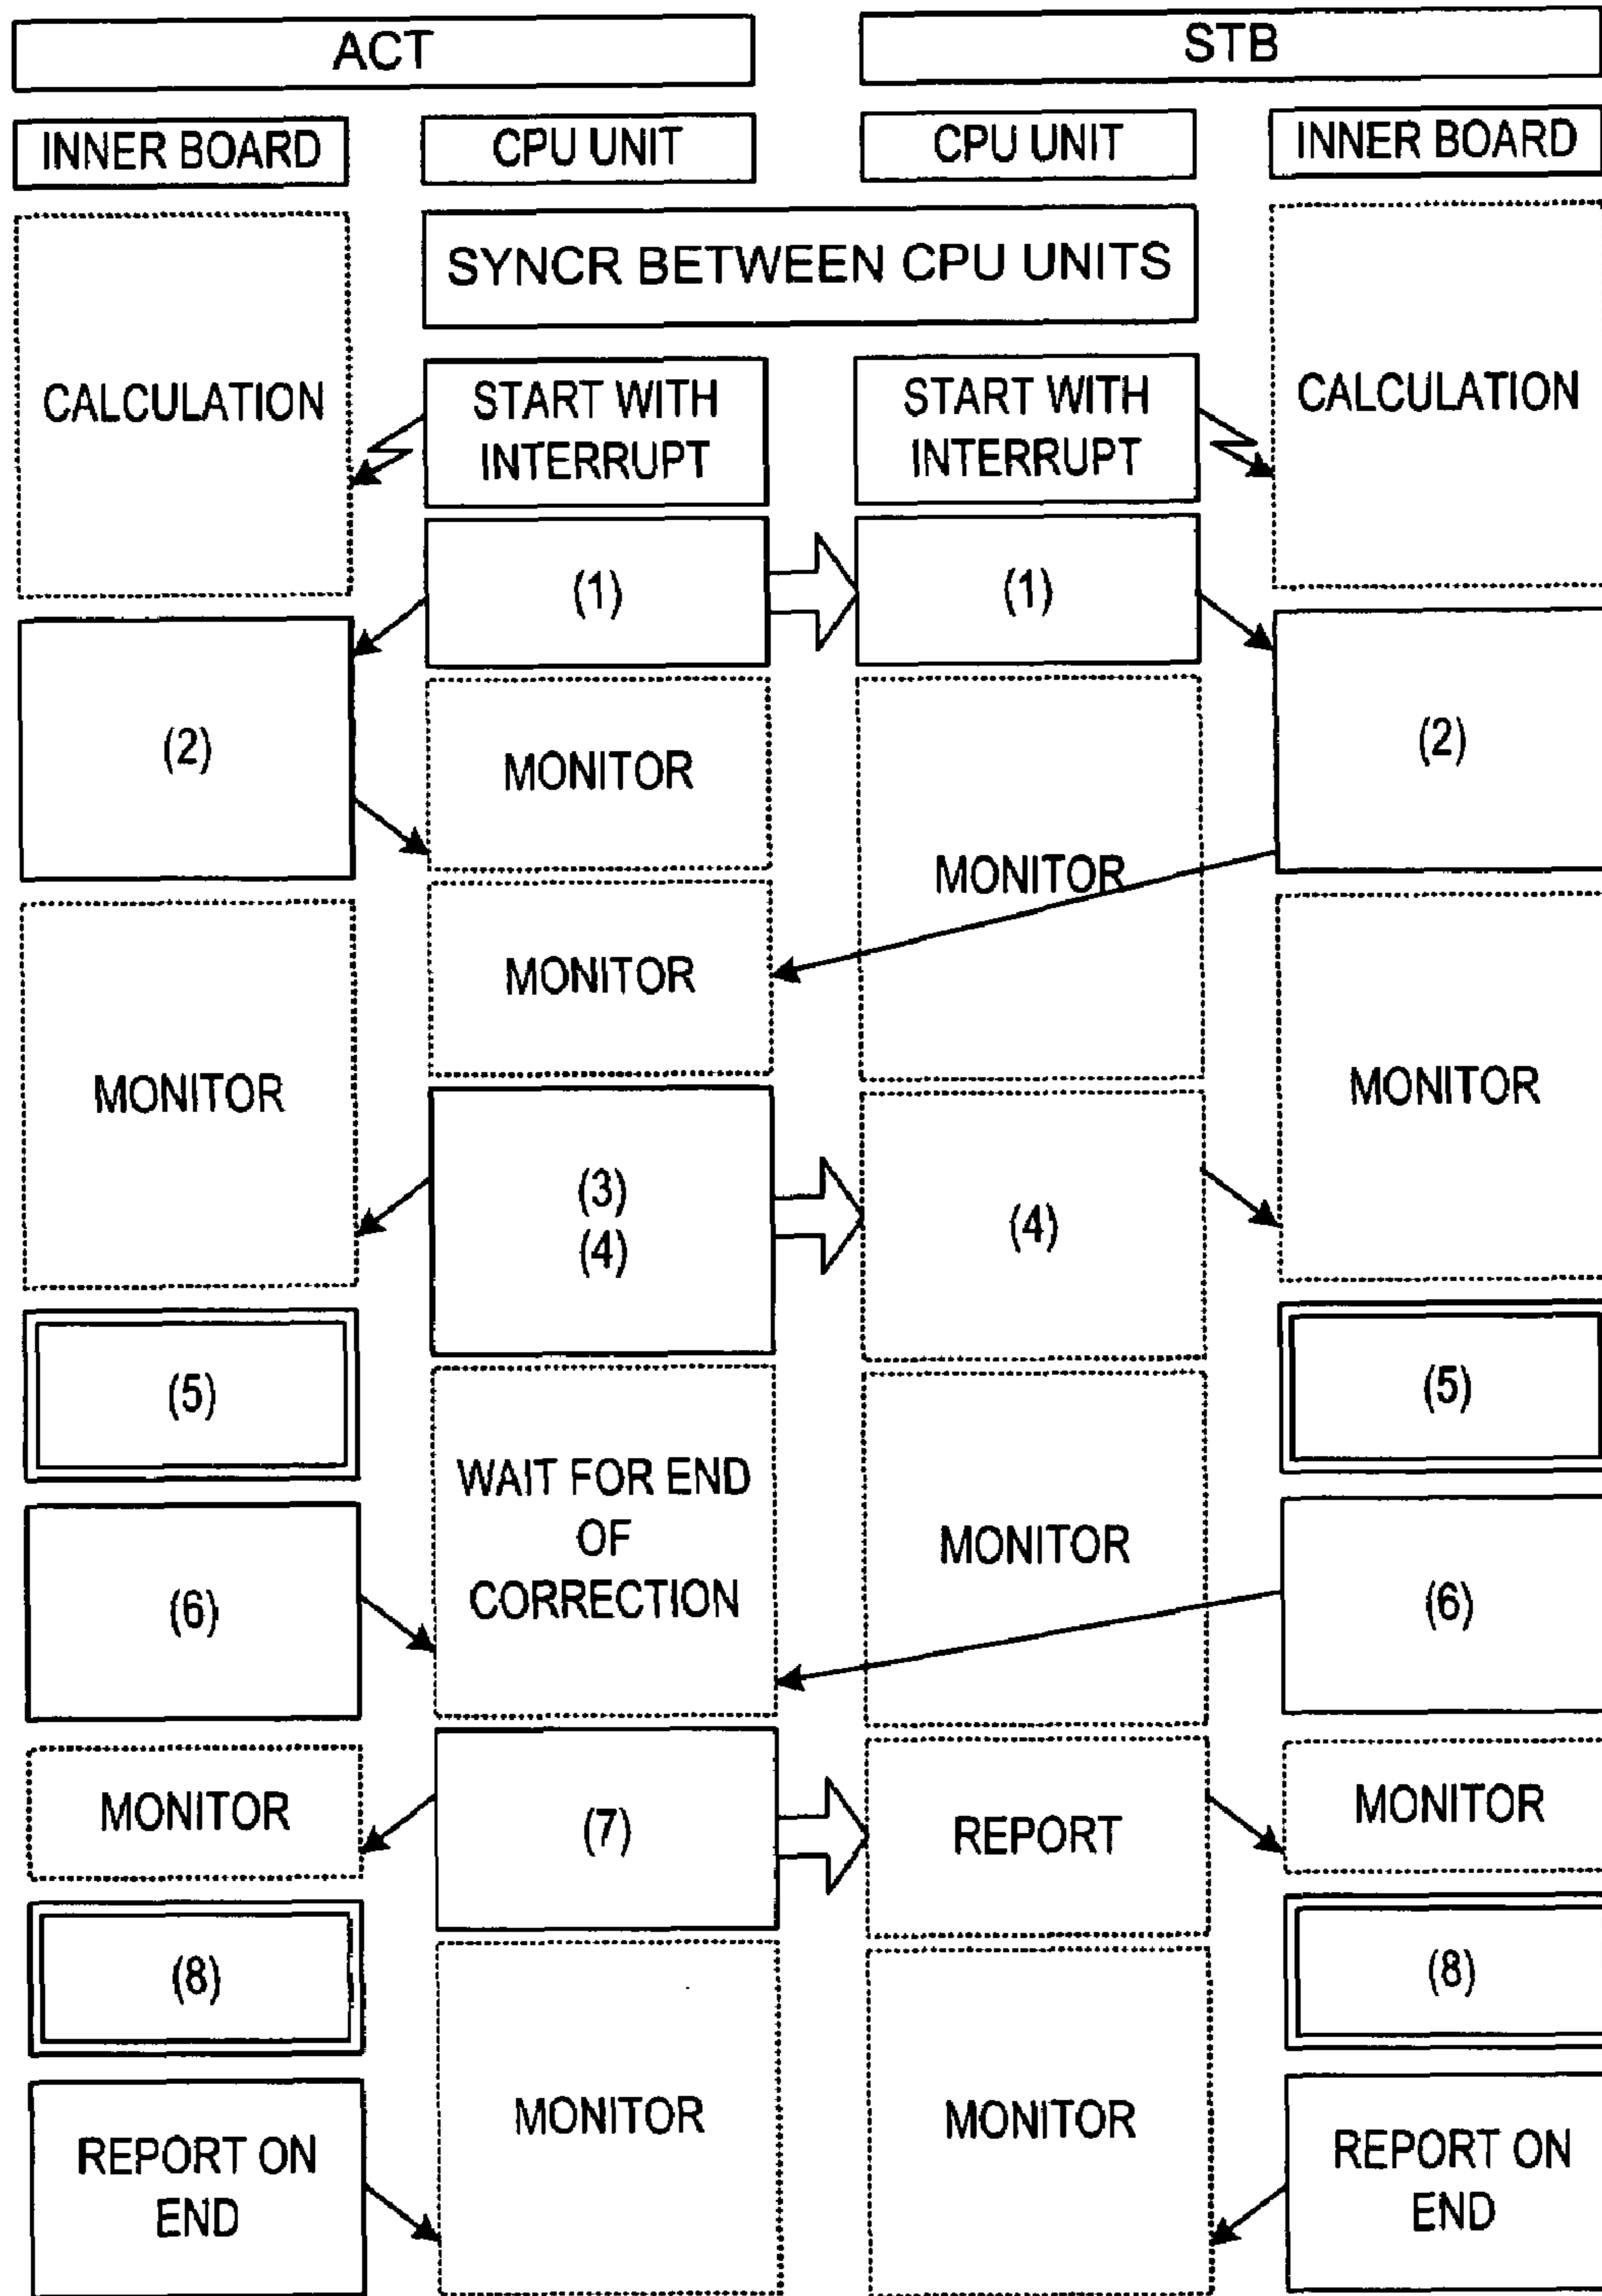 ACT
STB
INNER BOARD
CPU UNIT
CPU UNIT
INNER BOARD
SYNCR BETWEEN CPU UNITS
CALCULATION
START WITH
INTERRUPT
START WITH
INTERRUPT
CALCULATION
(1)
(1)
(2)
MONITOR
MONITOR
(2)
MONITOR
MONITOR
(3)
(4)
(4)
MONITOR
(5)
WAIT FOR END
OF
CORRECTION
MONITOR
(5)
(6)
(6)
MONITOR
(7)
REPORT
MONITOR
(8)
MONITOR
MONITOR
(8)
REPORT ON
END
REPORT ON
END